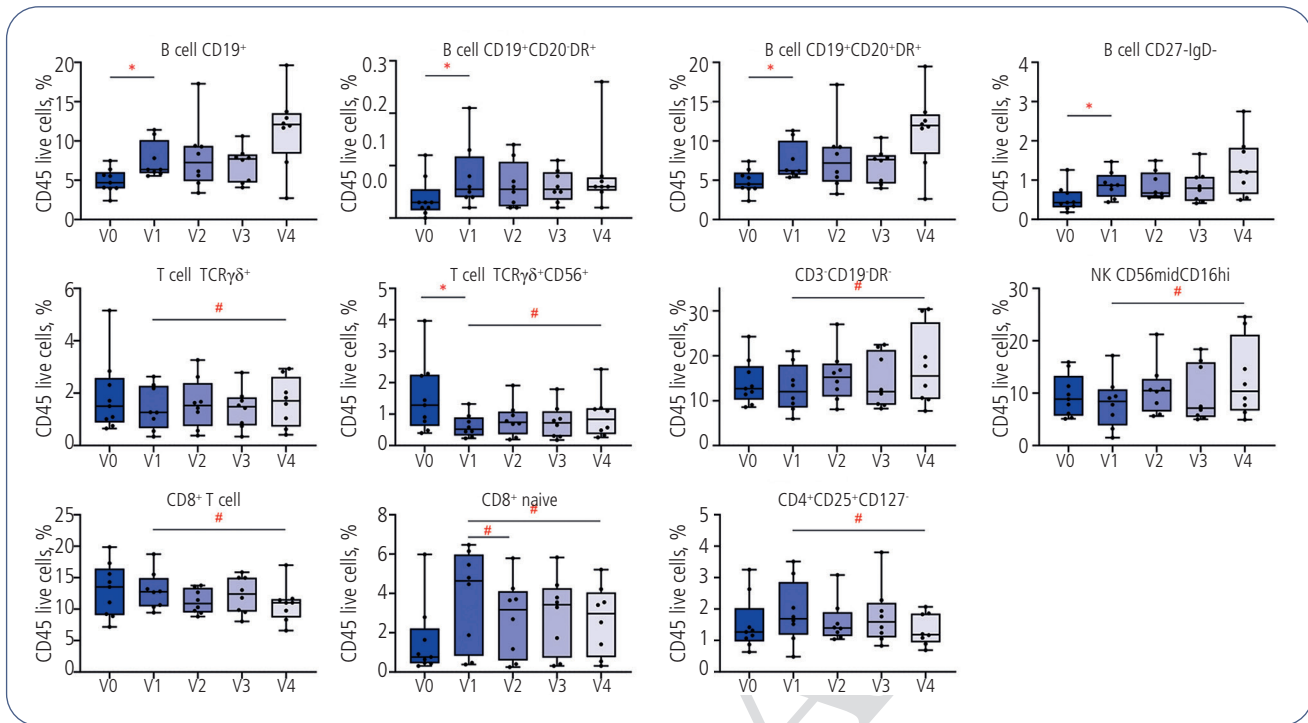 B cell CD19⁺
CD45 live cells, %
20
15
10
5
0
*
V0 V1 V2 V3 V4
B cell CD19⁺CD20⁻DR⁺
CD45 live cells, %
0.3
0.2
0.1
0.0
0.0
*
V0 V1 V2 V3 V4
B cell CD19⁺CD20⁺DR⁺
CD45 live cells, %
20
15
10
5
0
*
V0 V1 V2 V3 V4
B cell CD27-IgD-
CD45 live cells, %
4
2
1
0
*
V0 V1 V2 V3 V4
T cell TCRγδ⁺
CD45 live cells, %
6
4
2
0
#
V0 V1 V2 V3 V4
T cell TCRγδ⁺CD56⁺
CD45 live cells, %
5
4
3
2
1
0
* #
V0 V1 V2 V3 V4
CD3⁻CD19⁻DR⁻
CD45 live cells, %
30
20
10
0
#
V0 V1 V2 V3 V4
NK CD56midCD16hi
CD45 live cells, %
30
20
10
0
#
V0 V1 V2 V3 V4
CD8⁺ T cell
CD45 live cells, %
25
20
15
10
5
0
#
V0 V1 V2 V3 V4
CD8⁺ naive
CD45 live cells, %
8
6
4
2
0
#
#
V0 V1 V2 V3 V4
CD4⁺CD25⁺CD127⁻
CD45 live cells, %
5
4
3
2
1
0
#
V0 V1 V2 V3 V4